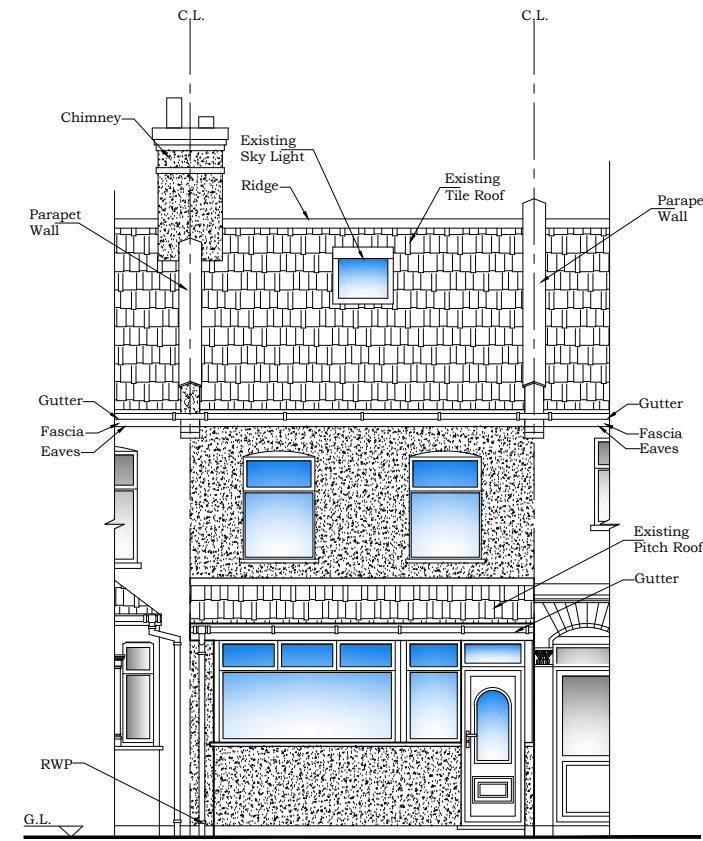 C.L.
C.L.
Chimney
Existing
Sky Light
Ridge
Existing
Tile Roof
Parapet
Wall
Parape
Wall
Gutter
Gutter
Fascia
Fascia
Eaves
Eaves
Existing
Pitch Roof
Gutter
RWP
G.L.